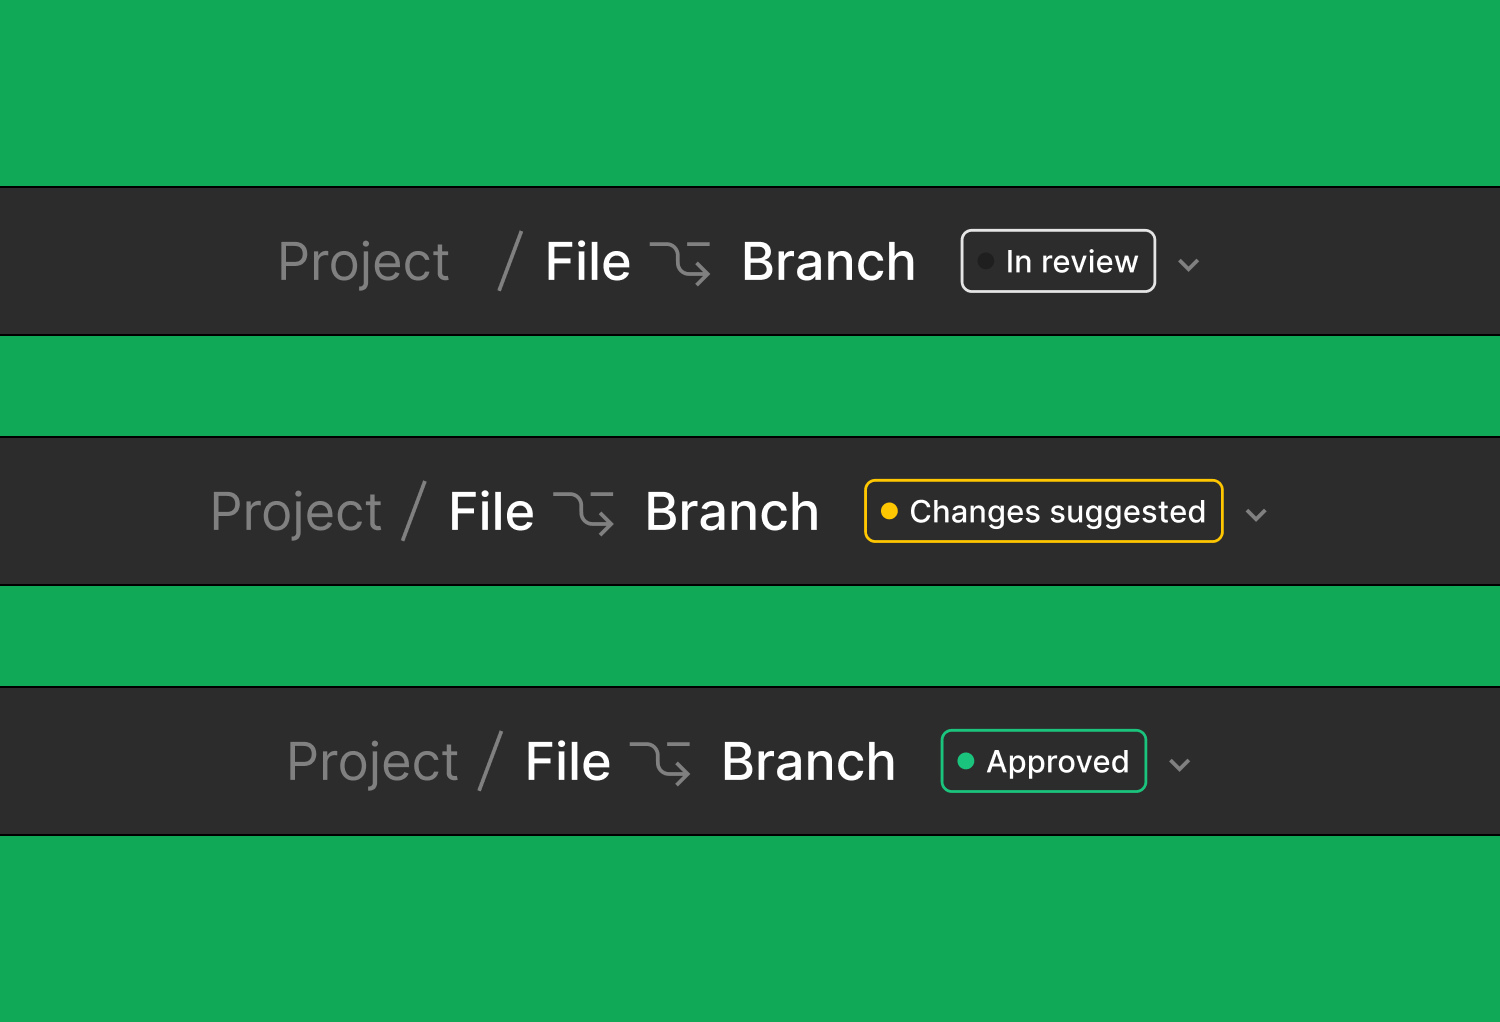 Project / File Branch In review
Project / File Branch Changes suggested
Project / File Branch Approved